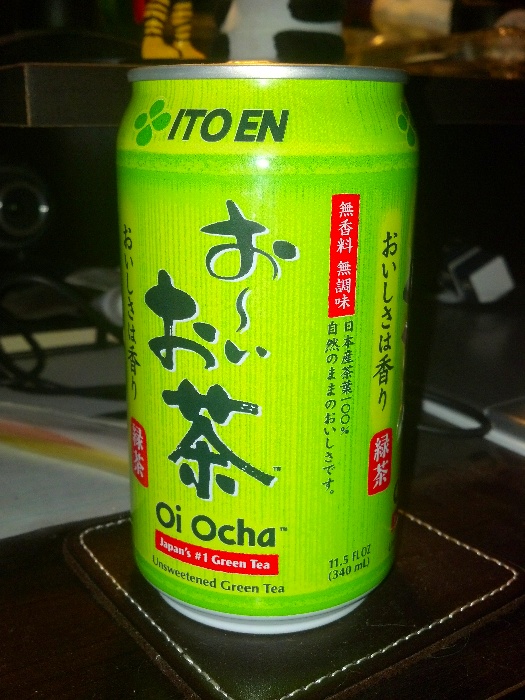 ITO EN
お～いお茶
無香料 無調味
日本産茶葉一〇〇%
自然のままのおいしさです。
おいしさは香り
緑茶
おいしさは香り
緑茶
Oi Ocha™
Japan's #1 Green Tea
Unsweetened Green Tea
11.5 FL OZ
(340 mL)